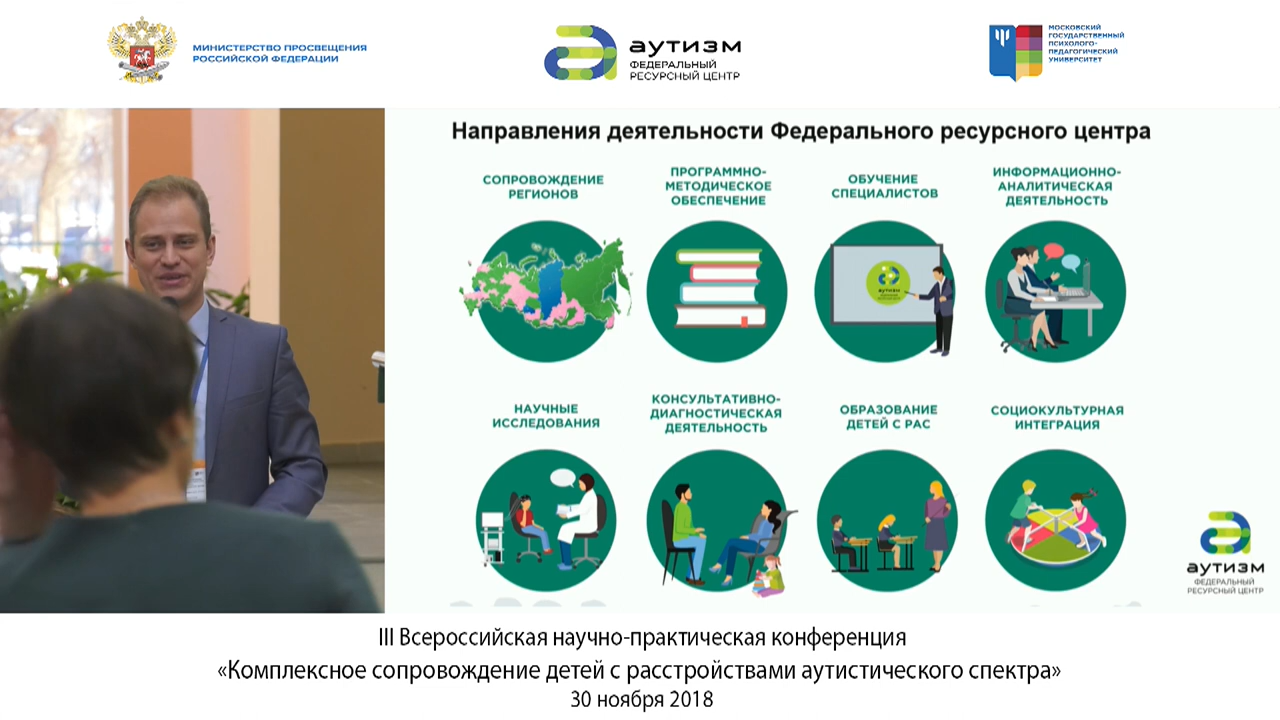 МИНИСТЕРСТВО ПРОСВЕЩЕНИЯ
РОССИЙСКОЙ ФЕДЕРАЦИИ
аутизм
ФЕДЕРАЛЬНЫЙ
РЕСУРСНЫЙ ЦЕНТР
МОСКОВСКИЙ
ГОСУДАРСТВЕННЫЙ
ПСИХОЛОГО-
ПЕДАГОГИЧЕСКИЙ
УНИВЕРСИТЕТ
Направления деятельности Федерального ресурсного центра
СОПРОВОЖДЕНИЕ
РЕГИОНОВ
ПРОГРАММНО-
МЕТОДИЧЕСКОЕ
ОБЕСПЕЧЕНИЕ
ОБУЧЕНИЕ
СПЕЦИАЛИСТОВ
ИНФОРМАЦИОННО-
АНАЛИТИЧЕСКАЯ
ДЕЯТЕЛЬНОСТЬ
аутизм
НАУЧНЫЕ
ИССЛЕДОВАНИЯ
КОНСУЛЬТАТИВНО-
ДИАГНОСТИЧЕСКАЯ
ДЕЯТЕЛЬНОСТЬ
ОБРАЗОВАНИЕ
ДЕТЕЙ С РАС
СОЦИОКУЛЬТУРНАЯ
ИНТЕГРАЦИЯ
аутизм
ФЕДЕРАЛЬНЫЙ
РЕСУРСНЫЙ ЦЕНТР
III Всероссийская научно-практическая конференция
«Комплексное сопровождение детей с расстройствами аутистического спектра»
30 ноября 2018